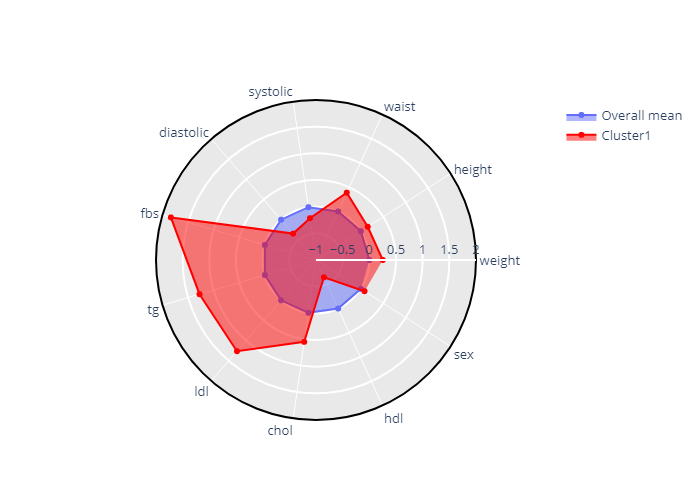 systolic
waist
Overall mean
diastolic
Cluster1
height
fbs
−1 −0.5 0 0.5 1 1.5 2
weight
tg
sex
ldl
hdl
chol